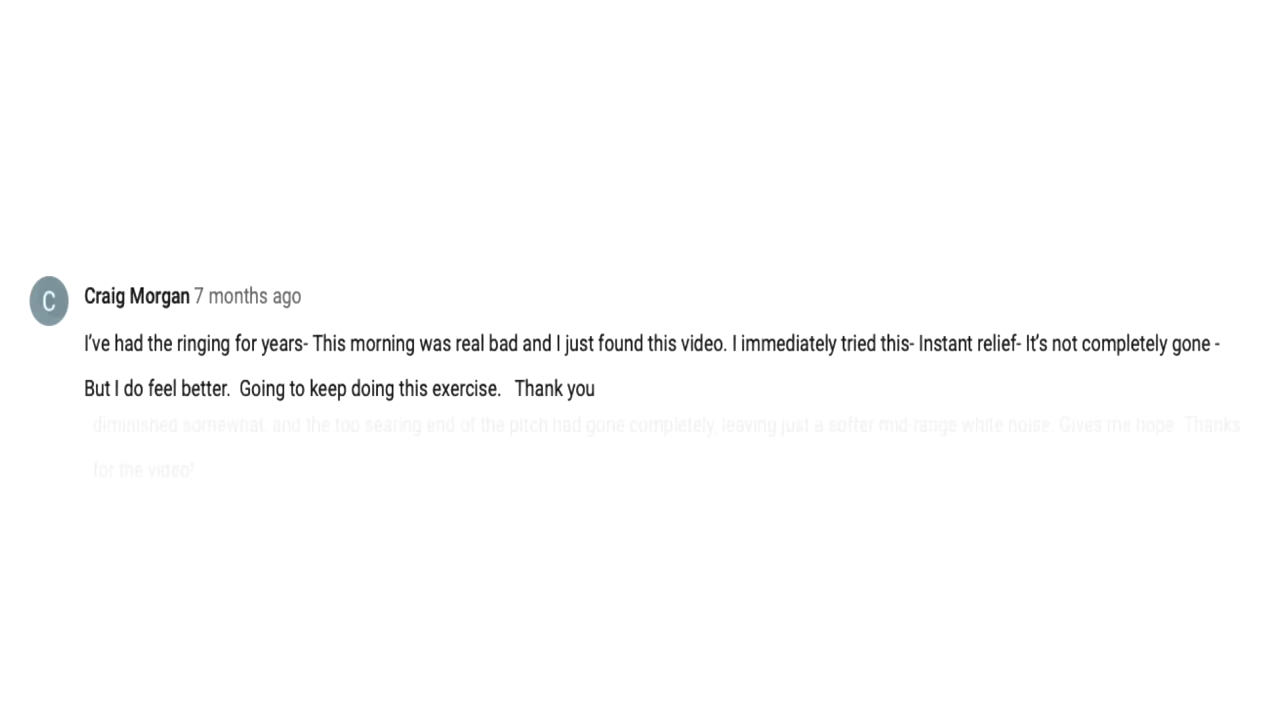 C
Craig Morgan 7 months ago
I've had the ringing for years- This morning was real bad and I just found this video. I immediately tried this- Instant relief- It's not completely gone -
But I do feel better.  Going to keep doing this exercise.   Thank you
diminished somewhat, and the top searing end of the pitch had gone completely, leaving just a softer mid-range white noise. Gives me hope. Thanks
for the video!